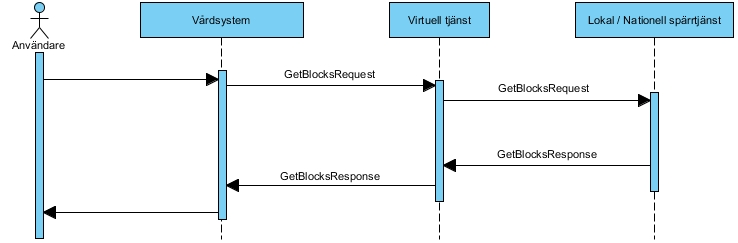 Vårdsystem
Virtuell tjänst
Lokal / Nationell spärrtjänst
Användare
GetBlocksRequest
GetBlocksRequest
GetBlocksResponse
GetBlocksResponse